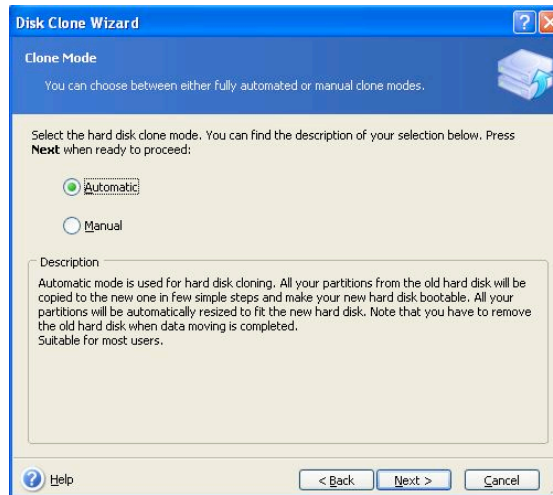 Disk Clone Wizard
Clone Mode
You can choose between either fully automated or manual clone modes.
Select the hard disk clone mode. You can find the description of your selection below. Press
Next when ready to proceed:
Automatic
Manual
Description
Automatic mode is used for hard disk cloning. All your partitions from the old hard disk will be
copied to the new one in few simple steps and make your new hard disk bootable. All your
partitions will be automatically resized to fit the new hard disk. Note that you have to remove
the old hard disk when data moving is completed.
Suitable for most users.
Help
< Back
Next >
Cancel